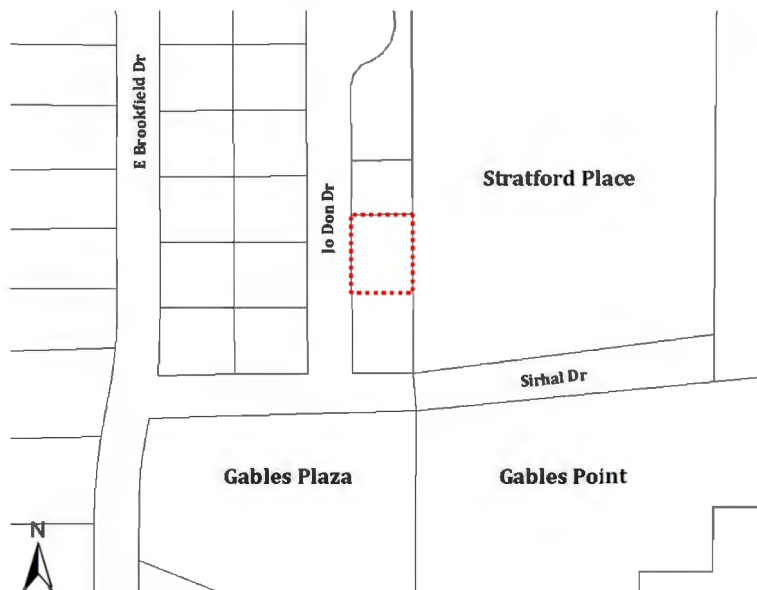 E Brookfield Dr
Jo Don Dr
Stratford Place
Sirhal Dr
Gables Plaza
Gables Point
N